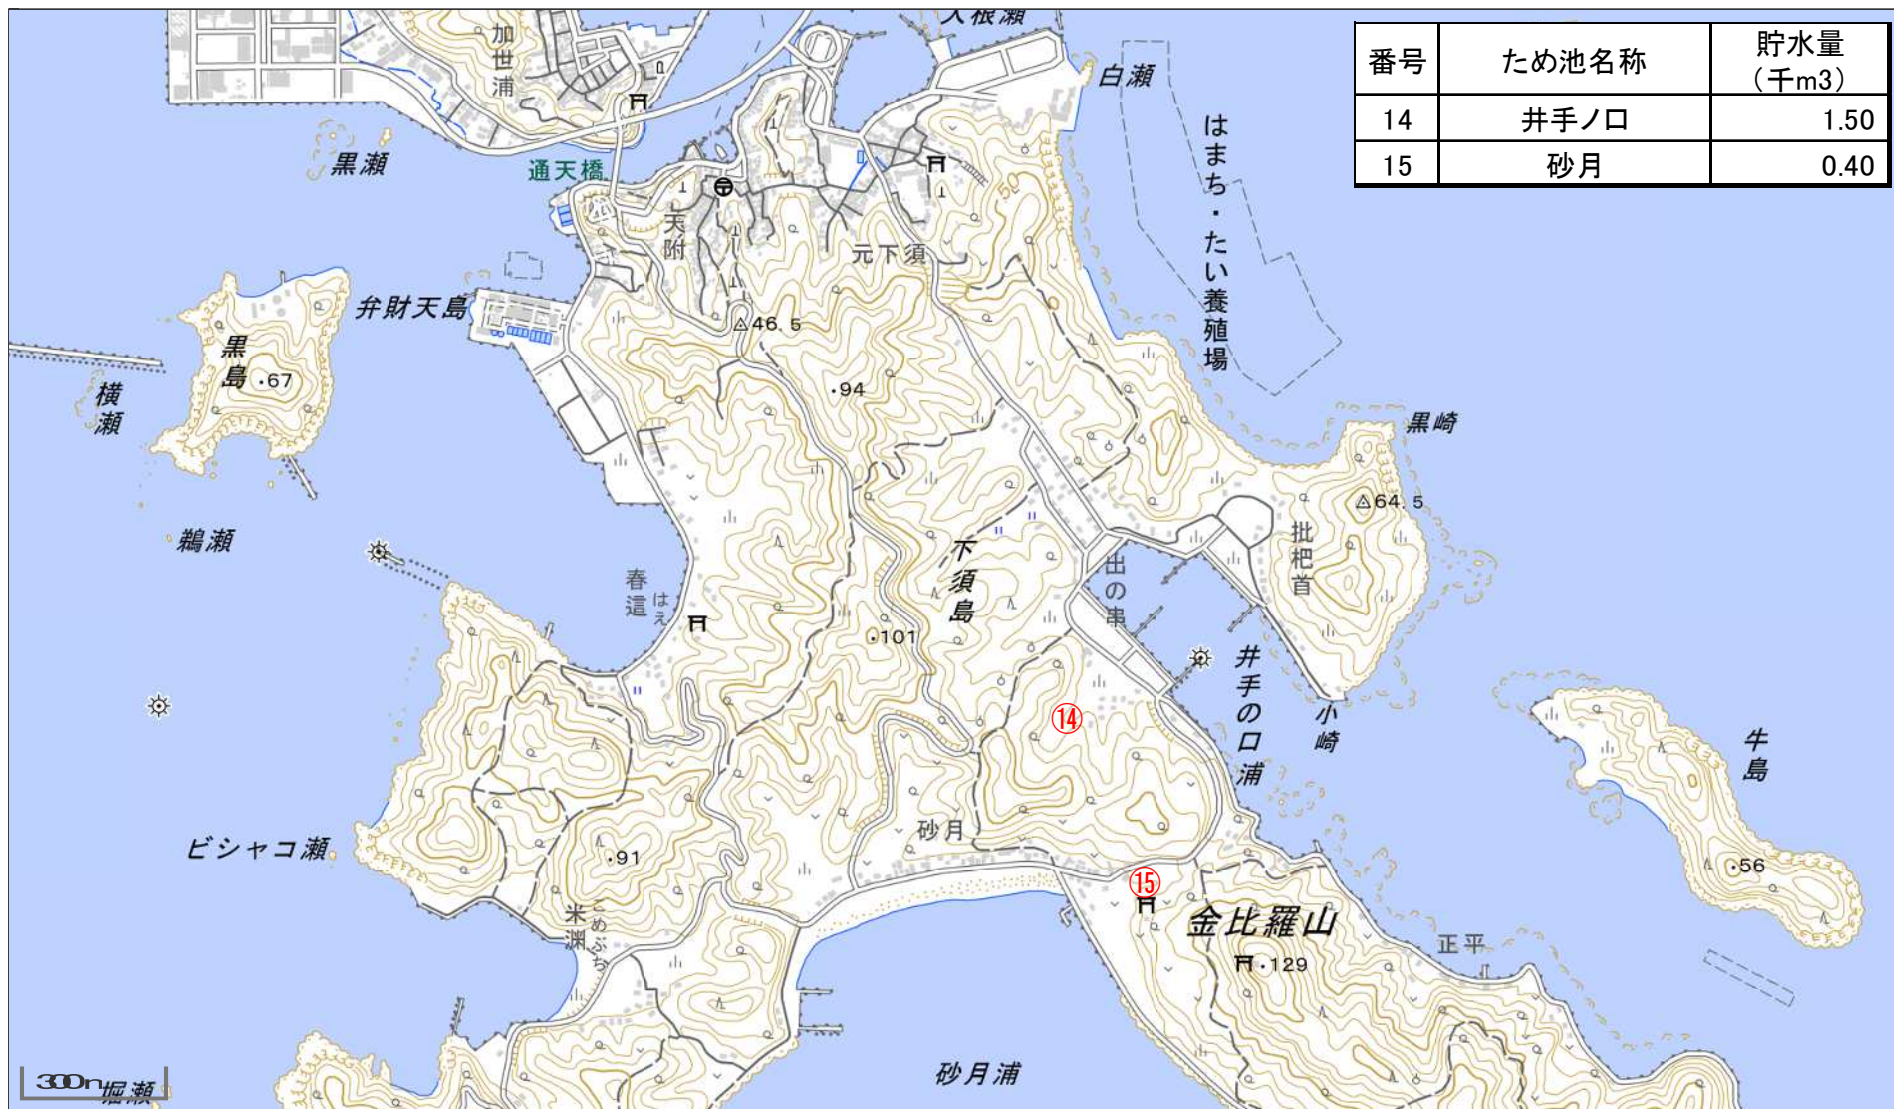 番号 ため池名称 貯水量（千m3）
14 井手ノ口 1.50
15 砂月 0.40
大根瀬
加世浦
白瀬
黒瀬
通天橋
はまち・たい養殖場
天附
元下須
弁財天島
46.5
黒島
67
94
横瀬
黒崎
64.5
鵜瀬
批杷首
下須島
出の串
春這
はえ
101
井手の口浦
小崎
⑭
牛島
砂月
ビシャコ瀬
91
56
⑮
米渕
こめぶち
金比羅山
129
正平
砂月浦
300m
堀瀬